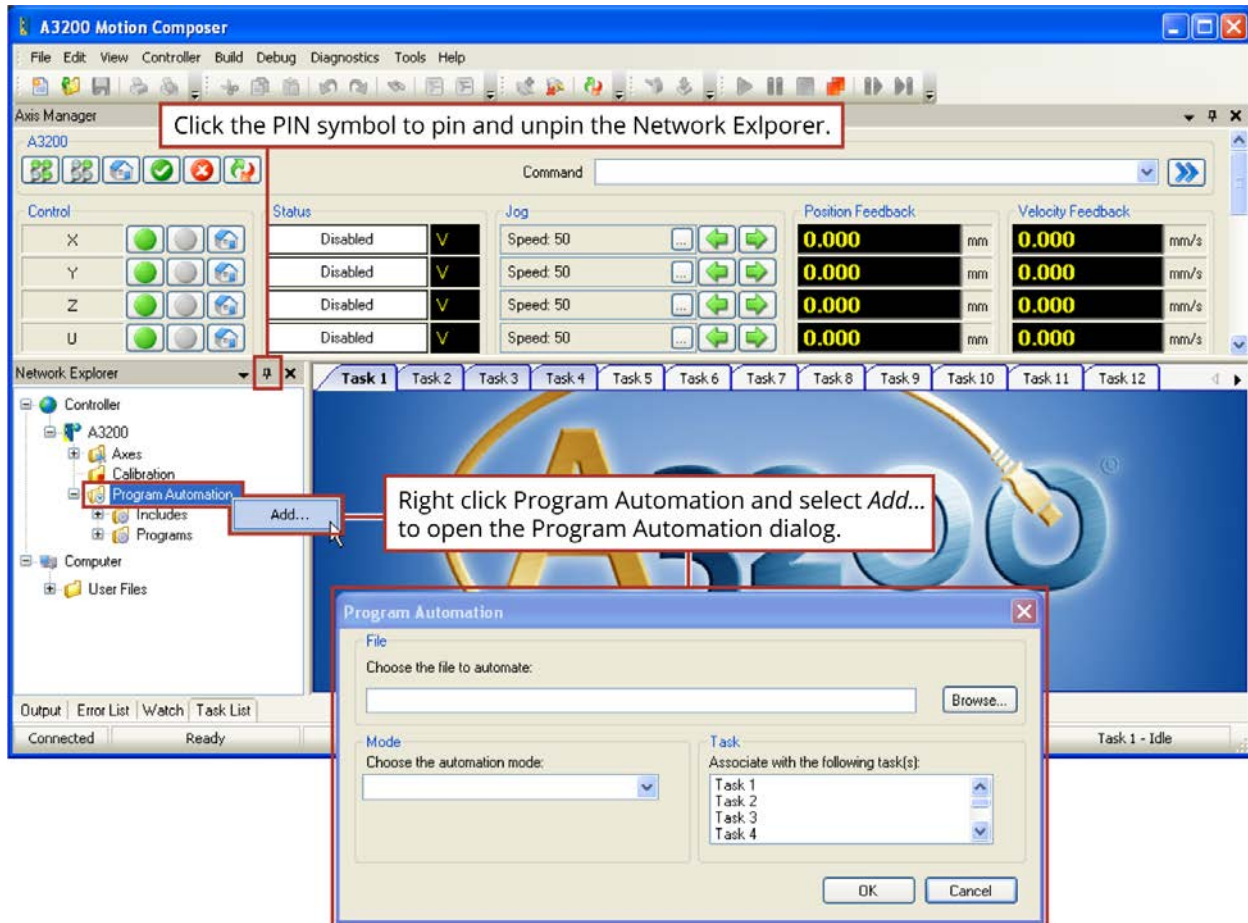 A3200 Motion Composer
File Edit View Controller Build Debug Diagnostics Tools Help
Axis Manager
Click the PIN symbol to pin and unpin the Network Exlporer.
A3200
Command
Control Status Jog Position Feedback Velocity Feedback
X Disabled V Speed: 50 ... 0.000 mm 0.000 mm/s
Y Disabled V Speed: 50 ... 0.000 mm 0.000 mm/s
Z Disabled V Speed: 50 ... 0.000 mm 0.000 mm/s
U Disabled V Speed: 50 ... 0.000 mm 0.000 mm/s
Network Explorer
Task 1 Task 2 Task 3 Task 4 Task 5 Task 6 Task 7 Task 8 Task 9 Task 10 Task 11 Task 12
Controller
A3200
Axes
Calibration
Program Automation
Includes
Programs
Computer
User Files
Add...
Right click Program Automation and select Add...
to open the Program Automation dialog.
A3200®
Program Automation
File
Choose the file to automate:
Browse...
Mode
Choose the automation mode:
Task
Associate with the following task(s):
Task 1
Task 2
Task 3
Task 4
OK Cancel
Output Error List Watch Task List
Connected Ready Task 1 - Idle